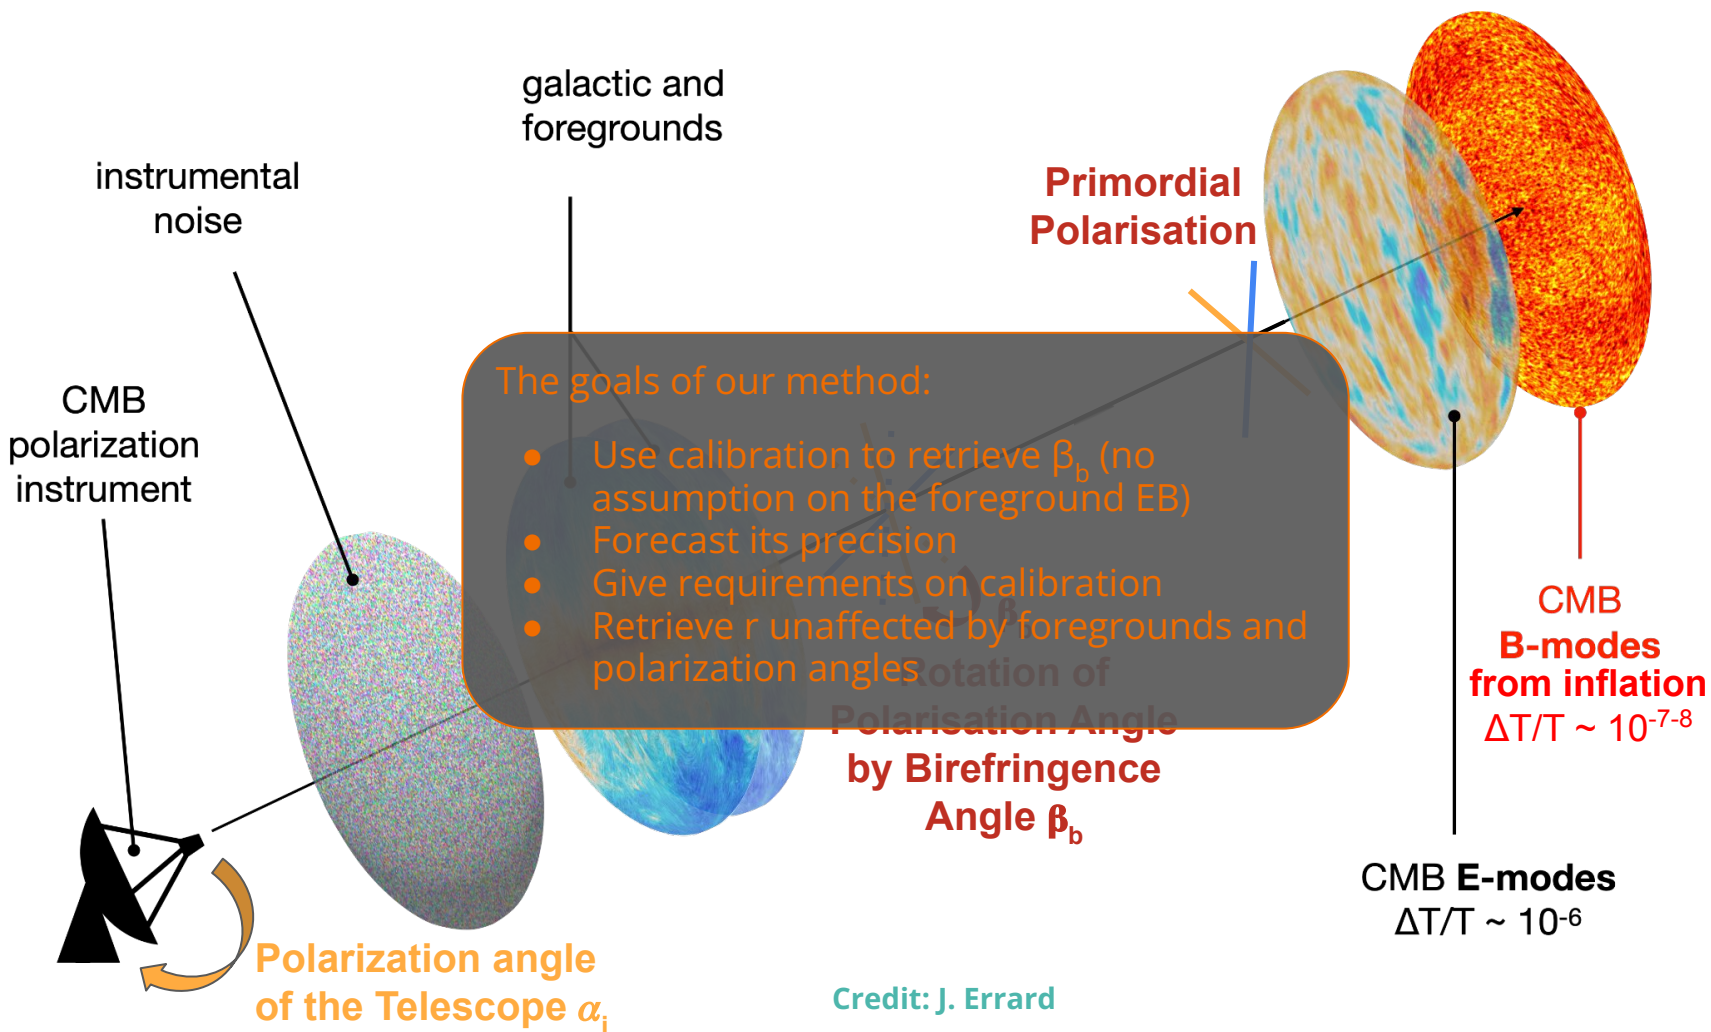 galactic and
foregrounds
instrumental
noise
Primordial
Polarisation
CMB
polarization
instrument
The goals of our method:
● Use calibration to retrieve βb (no
assumption on the foreground EB)
● Forecast its precision
● Give requirements on calibration
● Retrieve r unaffected by foregrounds and
polarization angles
β
Rotation of
Polarisation Angle
by Birefringence
Angle βb
CMB
B-modes
from inflation
ΔT/T ~ 10-7-8
CMB E-modes
ΔT/T ~ 10-6
Polarization angle
of the Telescope αi
Credit: J. Errard